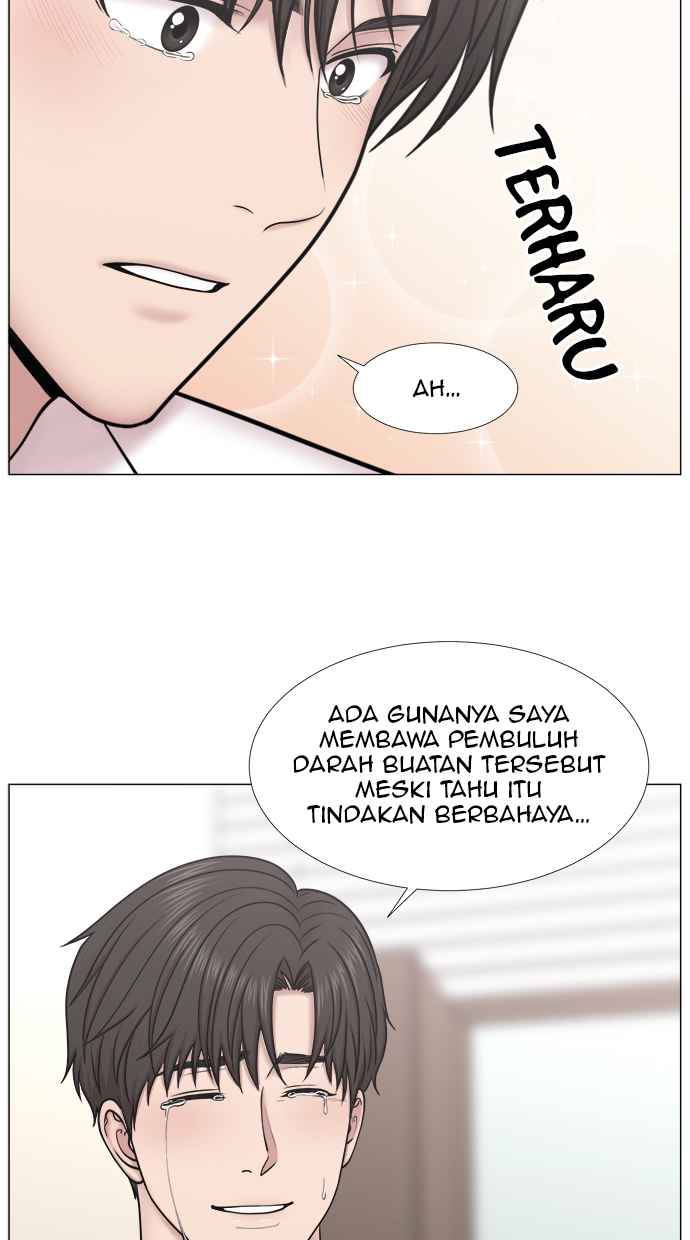 TERHARU
AH...
ADA GUNANYA SAYA
MEMBAWA PEMBULUH
DARAH BUATAN TERSEBUT
MESKI TAHU ITU
TINDAKAN BERBAHAYA...